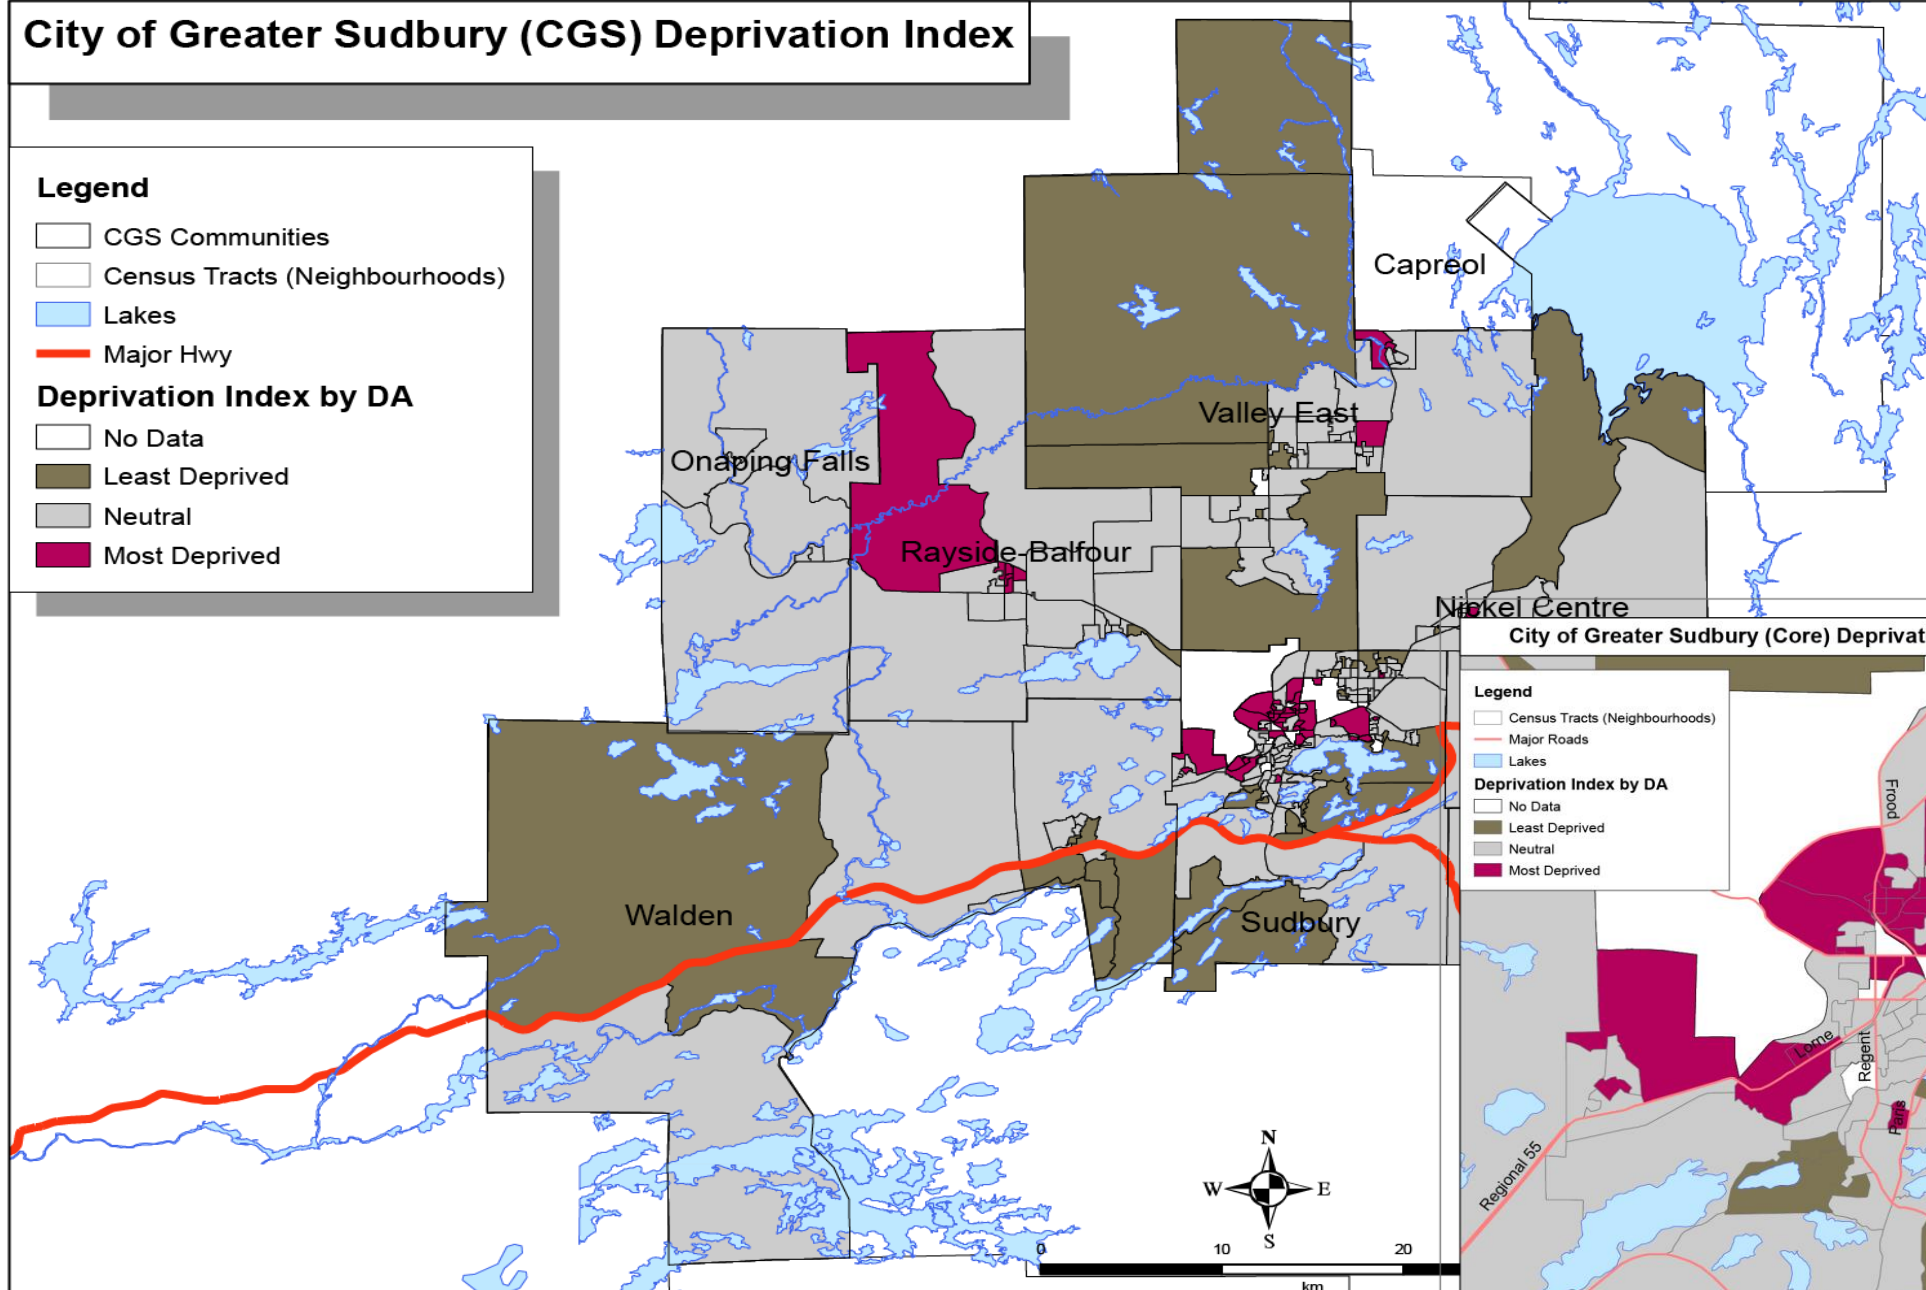 City of Greater Sudbury (CGS) Deprivation Index
Legend
CGS Communities
Census Tracts (Neighbourhoods)
Lakes
Major Hwy
Deprivation Index by DA
No Data
Least Deprived
Neutral
Most Deprived
Capreol
Valley East
Onaping Falls
Rayside-Balfour
Nickel Centre
Walden
Sudbury
N
W E
S
0 10 20
km
City of Greater Sudbury (Core) Deprivat
Legend
Census Tracts (Neighbourhoods)
Major Roads
Lakes
Deprivation Index by DA
No Data
Least Deprived
Neutral
Most Deprived
Frood
Lorne
Regent
Paris
Regional 55